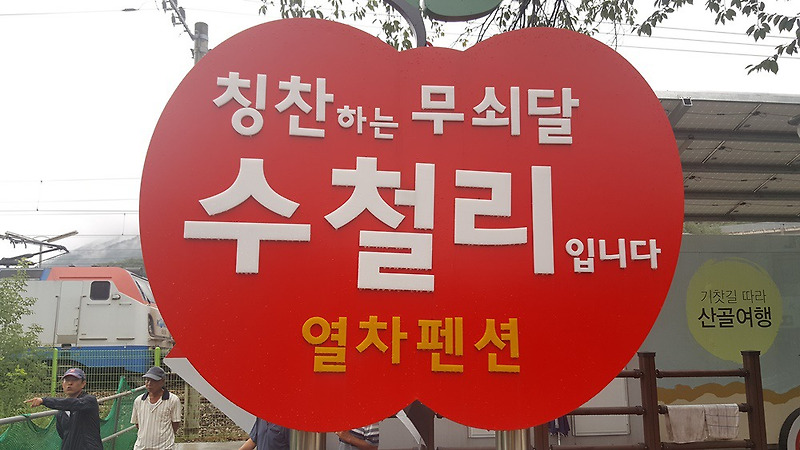 칭찬하는 무쇠달
수철리입니다
열차펜션
기찻길 따라
산골여행